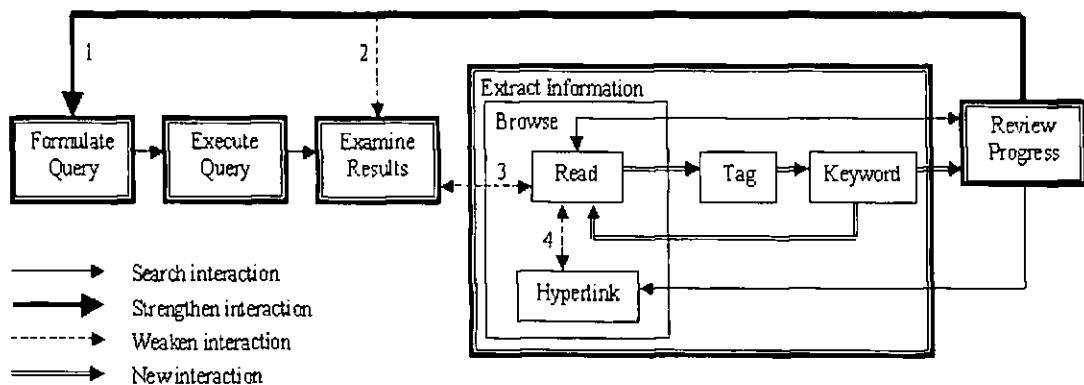 1
2
Extract Information
Browse
Formulate
Query
Execute
Query
Examine
Results
3
Read
Tag
Keyword
Review
Progress
4
Hyperlink
Search interaction
Strengthen interaction
Weaken interaction
New interaction